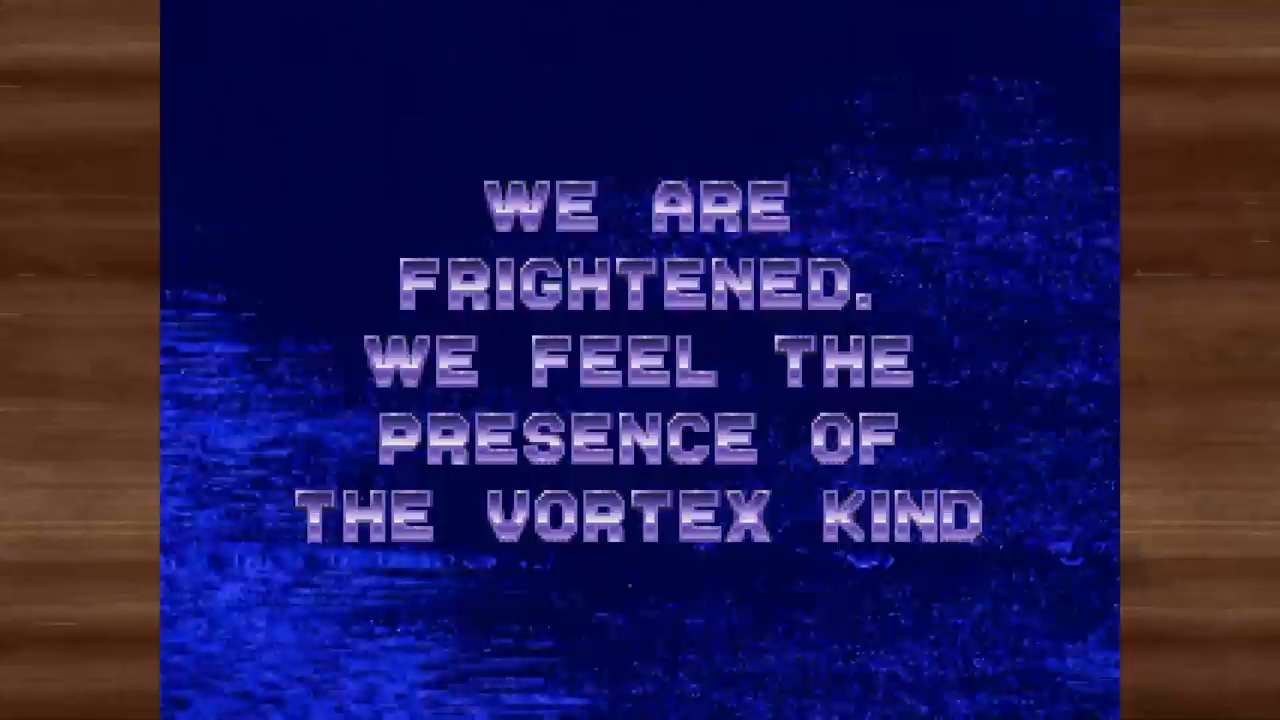 WE ARE
FRIGHTENED.
WE FEEL THE
PRESENCE OF
THE VORTEX KIND